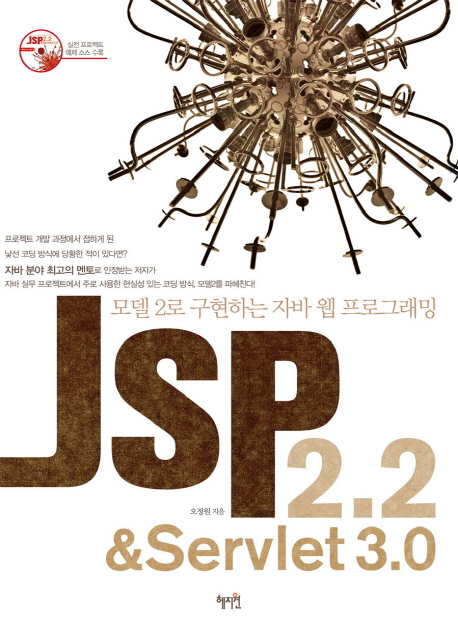 JSP2.2
실전 프로젝트
예제 소스 수록
프로젝트 개발 과정에서 접하게 된
낯선 코딩 방식에 당황한 적이 있다면?
자바 분야 최고의 멘토로 인정받는 저자가
자바 실무 프로젝트에서 주로 사용한 현실성 있는 코딩 방식, 모델2를 파헤친다!
모델 2로 구현하는 자바 웹 프로그래밍
JSP
2.2
오정원 지음
&Servlet 3.0
혜지원